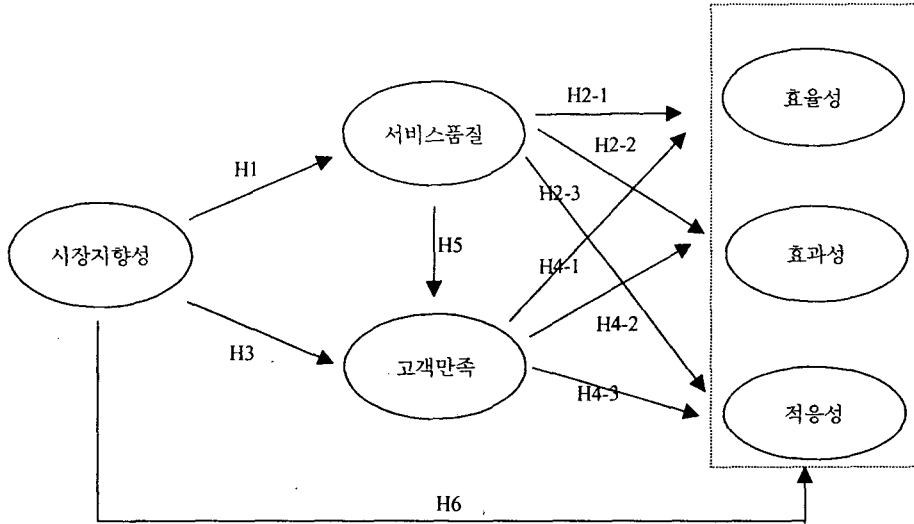 효율성
H2-1
서비스품질
H2-2
H1
H2-3
시장지향성
H5
효과성
H4-1
H4-2
H3
고객만족
H4-3
적응성
H6